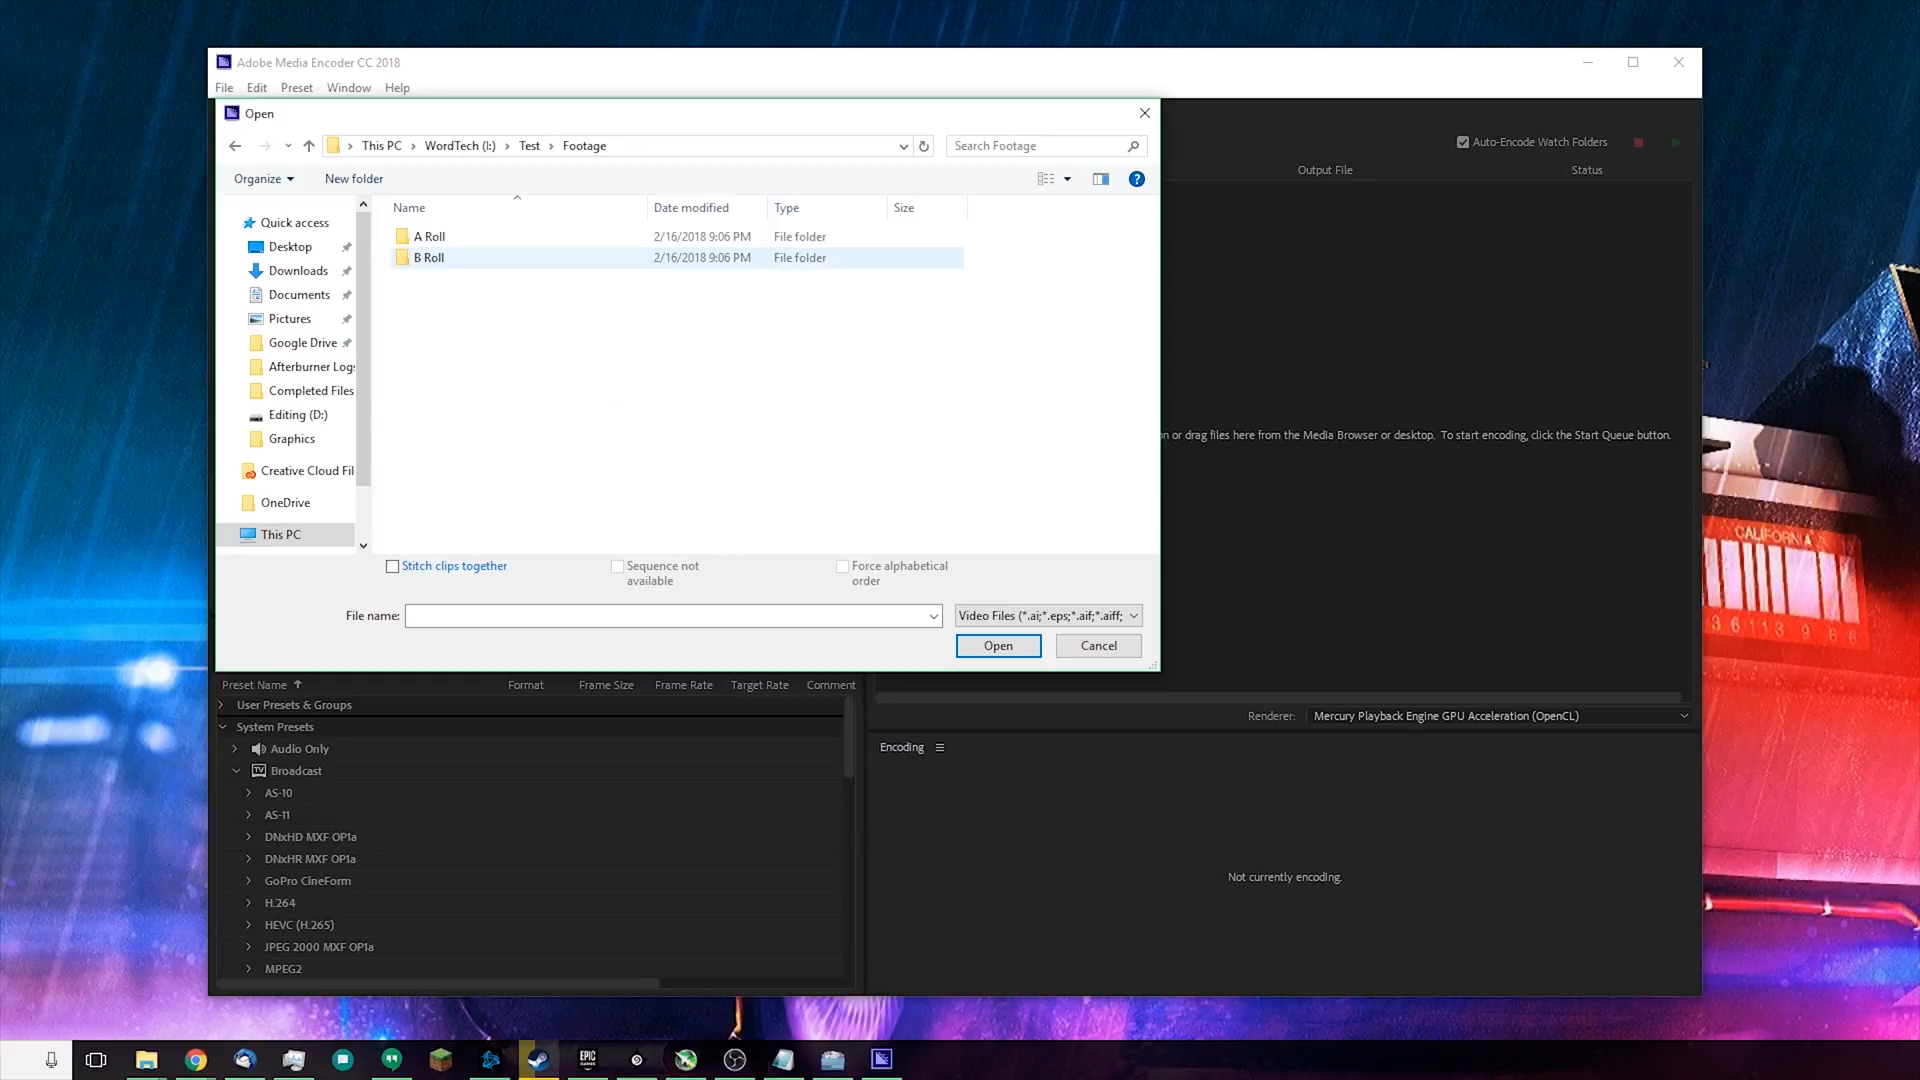 Adobe Media Encoder CC 2018
File Edit Preset Window Help
Open
This PC > WordTech (I:) > Test > Footage
Search Footage
Auto-Encode Watch Folders
Output File Status
Organize New folder
Name Date modified Type Size
A Roll 2/16/2018 9:06 PM File folder
B Roll 2/16/2018 9:06 PM File folder
Quick access
Desktop
Downloads
Documents
Pictures
Google Drive
Afterburner Logs
Completed Files
Editing (D:)
Graphics
Creative Cloud Fil
OneDrive
This PC
on or drag files here from the Media Browser or desktop. To start encoding, click the Start Queue button.
Stitch clips together
Sequence not
available
Force alphabetical
order
File name:
Video Files (*.ai;*.eps;*.aif;*.aiff;
Open Cancel
Preset Name Format Frame Size Frame Rate Target Rate Comment
User Presets & Groups
System Presets
Audio Only
TV Broadcast
AS-10
AS-11
DNxHD MXF OP1a
DNxHR MXF OP1a
GoPro CineForm
H.264
HEVC (H.265)
JPEG 2000 MXF OP1a
MPEG2
Renderer: Mercury Playback Engine GPU Acceleration (OpenCL)
Encoding
Not currently encoding.
CALIFORNIA
EPIC
GAMES